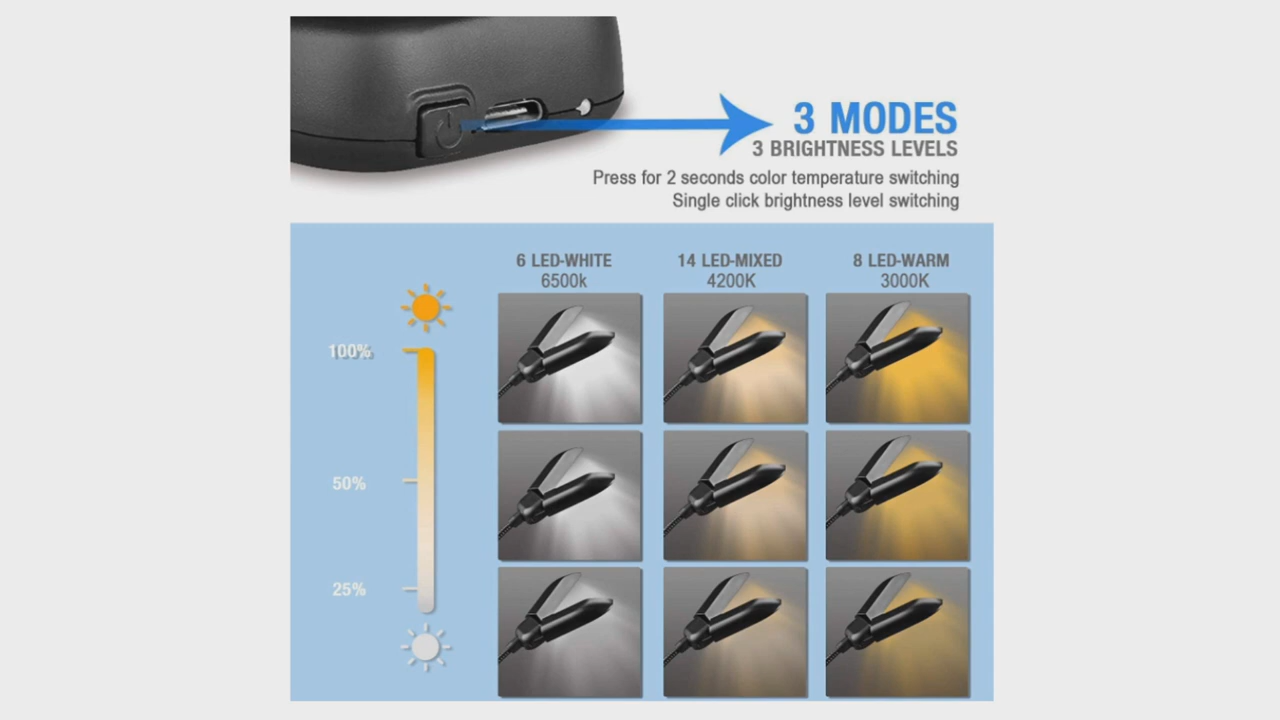 3 MODES
3 BRIGHTNESS LEVELS
Press for 2 seconds color temperature switching
Single click brightness level switching
6 LED-WHITE
6500k
14 LED-MIXED
4200K
8 LED-WARM
3000K
100%
50%
25%